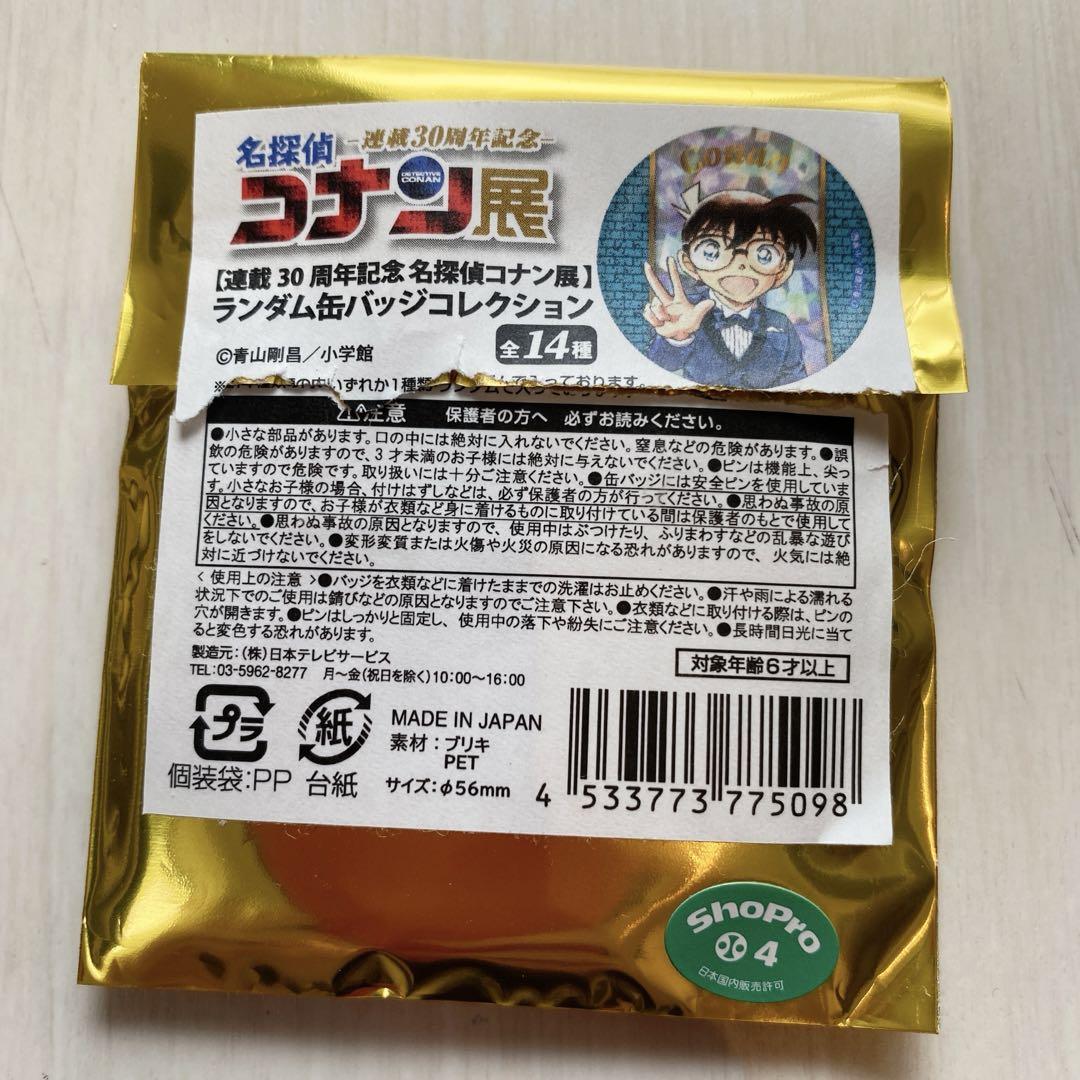 名探偵
連載30周年記念
コナン展
DETECTIVE CONAN
Conan
【連載 30 周年記念 名探偵コナン展】
ランダム缶バッジコレクション
全14種
©青山剛昌／小学館
の内いずれか1種類
注意 保護者の方へ 必ずお読みください。
●小さな部品があります。口の中には絶対に入れないでください。窒息などの危険があります。●誤
飲の危険がありますので、3才未満のお子様には絶対に与えないでください。●ピンは機能上、尖っ
ていますので危険です。取り扱いには十分ご注意ください。●缶バッジには安全ピンを使用していま
す。小さなお子様の場合、付けはずしなどは、必ず保護者の方が行ってください。●思わぬ事故の原
因となりますので、お子様が衣類など身に着けるものに取り付けている間は保護者のもとで使用して
ください。●思わぬ事故の原因となりますので、使用中はぶつけたり、ふりまわすなどの乱暴な遊び
をしないでください。●変形変質または火傷や火災の原因になる恐れがありますので、火気には絶
対に近づけないでください。
< 使用上の注意 >●バッジを衣類などに着けたままでの洗濯はお止めください。●汗や雨による濡れる
状況下でのご使用は錆びなどの原因となりますのでご注意下さい。●衣類などに取り付ける際は、ピンの
穴が開きます。●ピンはしっかりと固定し、使用中の落下や紛失にご注意ください。●長時間日光に当て
ると変色する恐れがあります。
製造元：(株)日本テレビサービス
TEL：03-5962-8277 月～金(祝日を除く)10：00～16：00
対象年齢6才以上
プラ
紙
個装袋：PP 台紙
MADE IN JAPAN
素材：ブリキ
PET
サイズ：φ56mm
4 533773 775098
ShoPro
4
日本国内販売許可